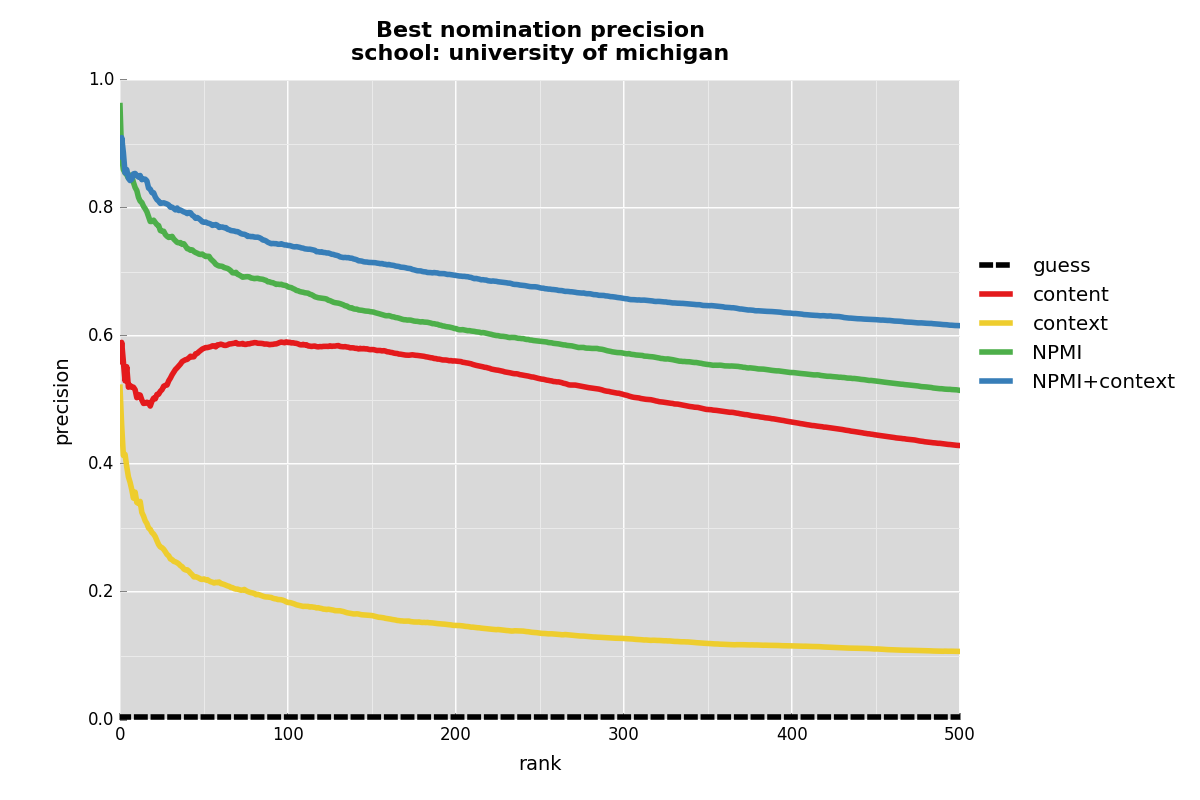 Best nomination precision
school: university of michigan
1.0
0.8
0.6
0.4
0.2
0.0
precision
0 100 200 300 400 500
rank
guess
content
context
NPMI
NPMI+context